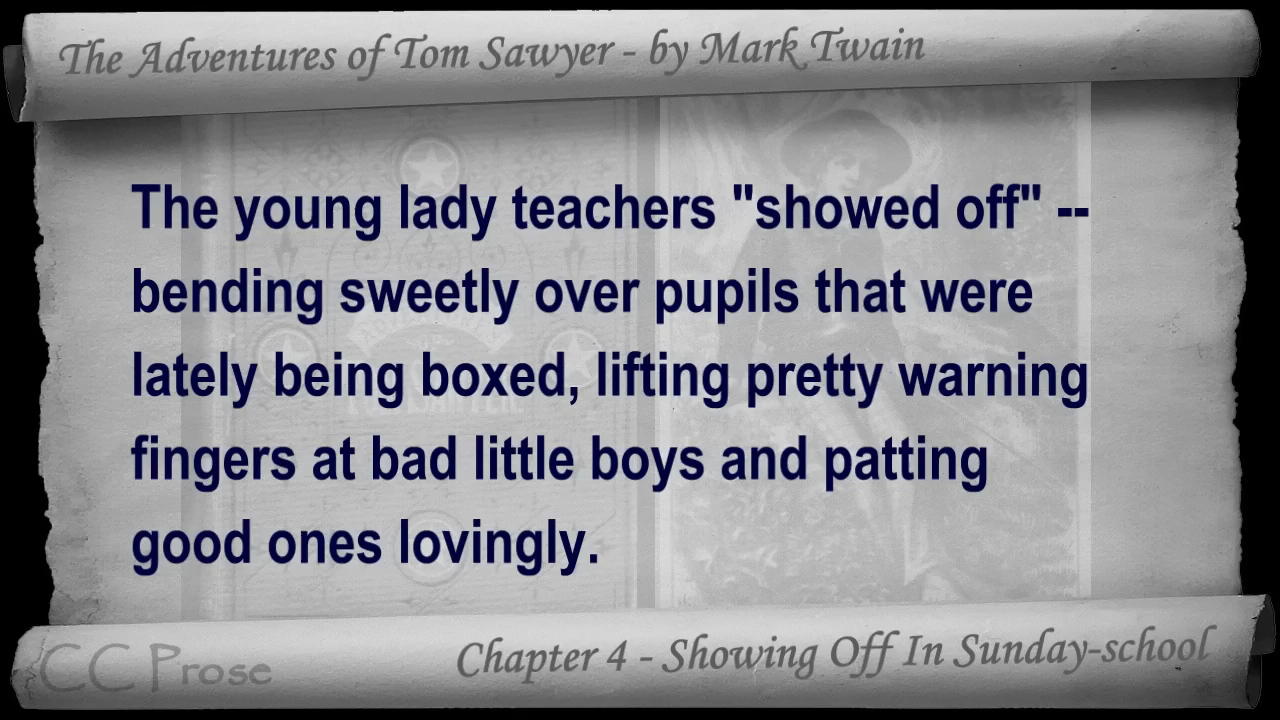 The Adventures of Tom Sawyer - by Mark Twain
The young lady teachers "showed off" --
bending sweetly over pupils that were
lately being boxed, lifting pretty warning
fingers at bad little boys and patting
good ones lovingly.
CC Prose
Chapter 4 - Showing Off In Sunday-school